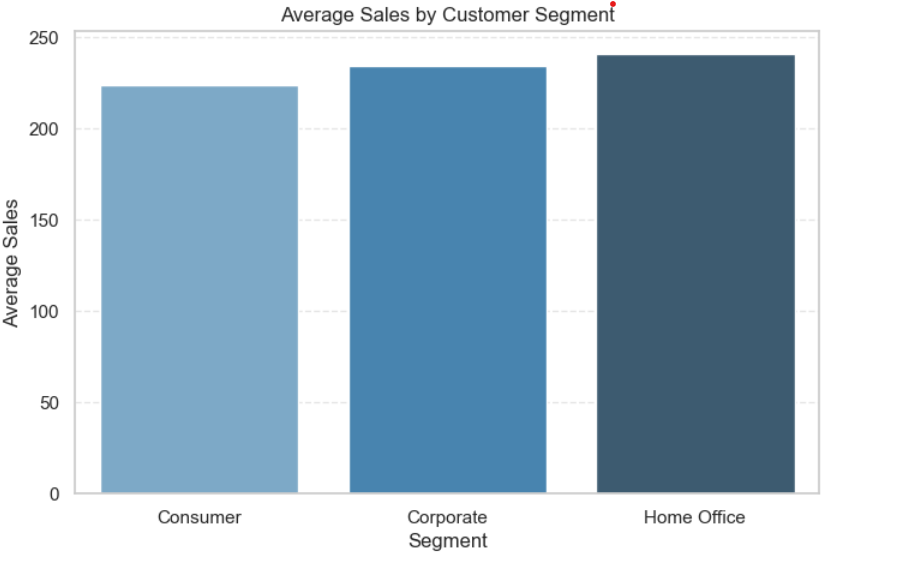 Average Sales by Customer Segment
250
200
150
100
50
0
Average Sales
Consumer
Corporate
Home Office
Segment